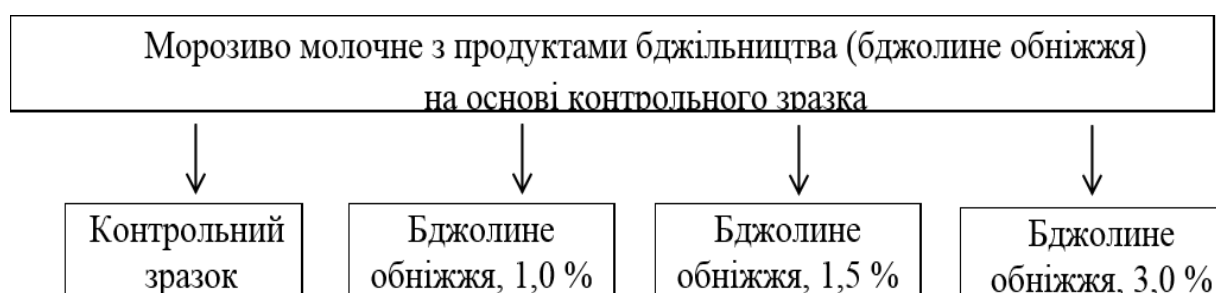 Морозиво молочне з продуктами бджільництва (бджолине обніжжя)
на основі контрольного зразка
Контрольний
зразок
Бджолине
обніжжя, 1,0 %
Бджолине
обніжжя, 1,5 %
Бджолине
обніжжя, 3,0 %